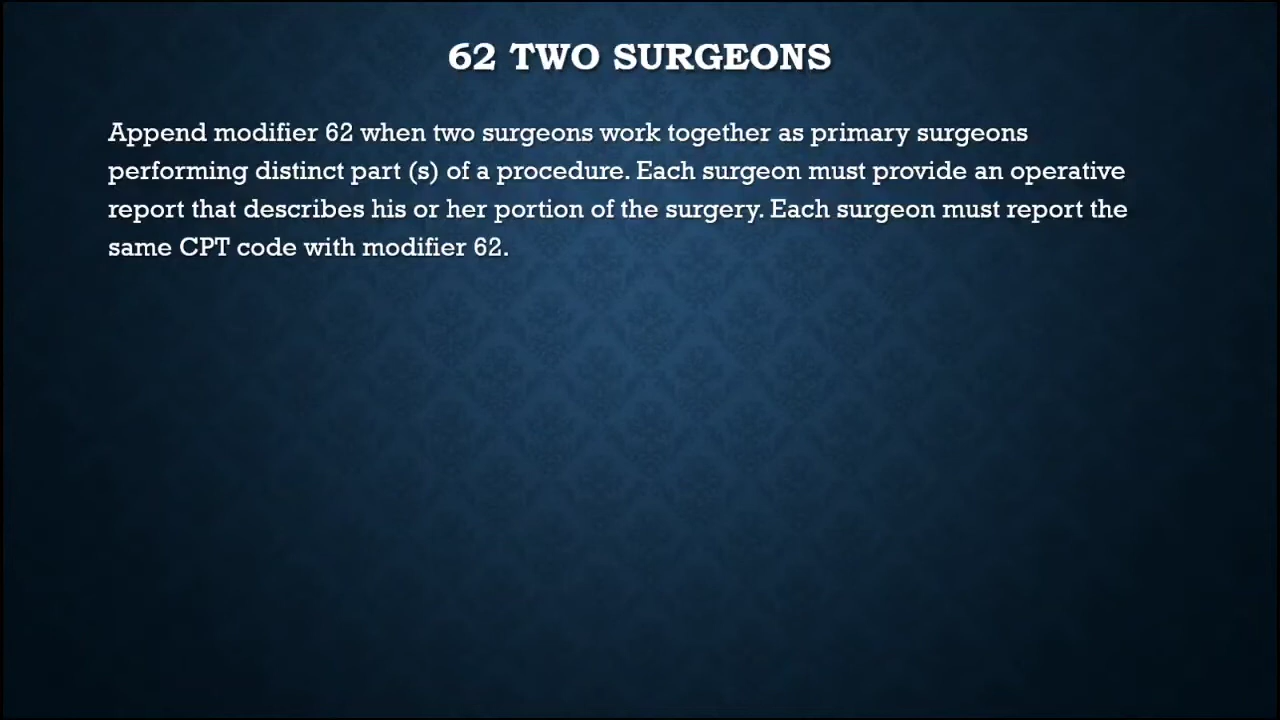 62 TWO SURGEONS
Append modifier 62 when two surgeons work together as primary surgeons
performing distinct part (s) of a procedure. Each surgeon must provide an operative
report that describes his or her portion of the surgery. Each surgeon must report the
same CPT code with modifier 62.